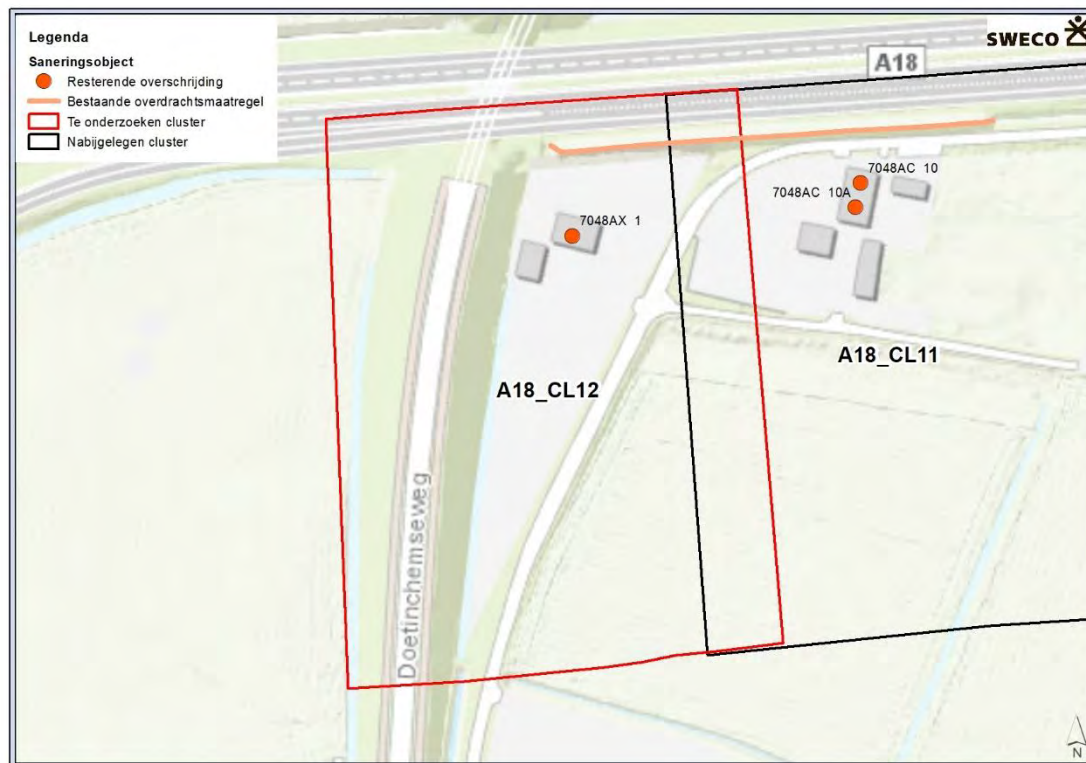 Legenda
Saneringsobject
Resterende overschrijding
Bestaande overdrachtsmaatregel
Te onderzoeken cluster
Nabijgelegen cluster
SWECO
A18
7048AC 10
7048AC 10A
7048AX 1
A18_CL11
A18_CL12
Doetinchemseweg
N